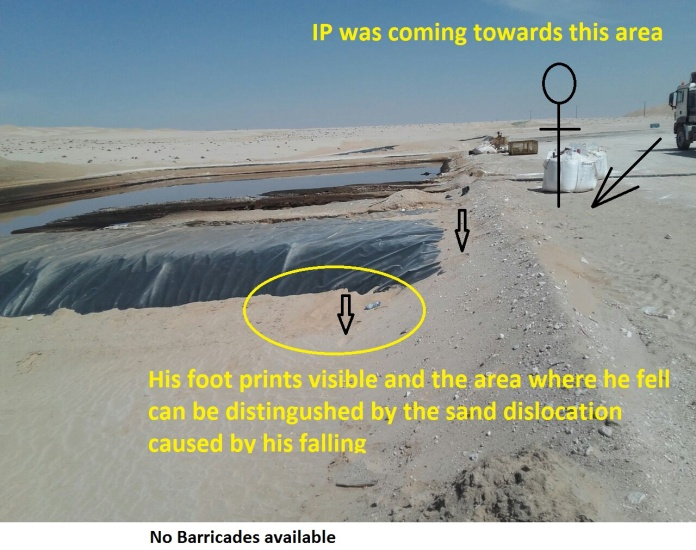 IP was coming towards this area
His foot prints visible and the area where he fell
can be distingushed by the sand dislocation
caused by his falling
No Barricades available